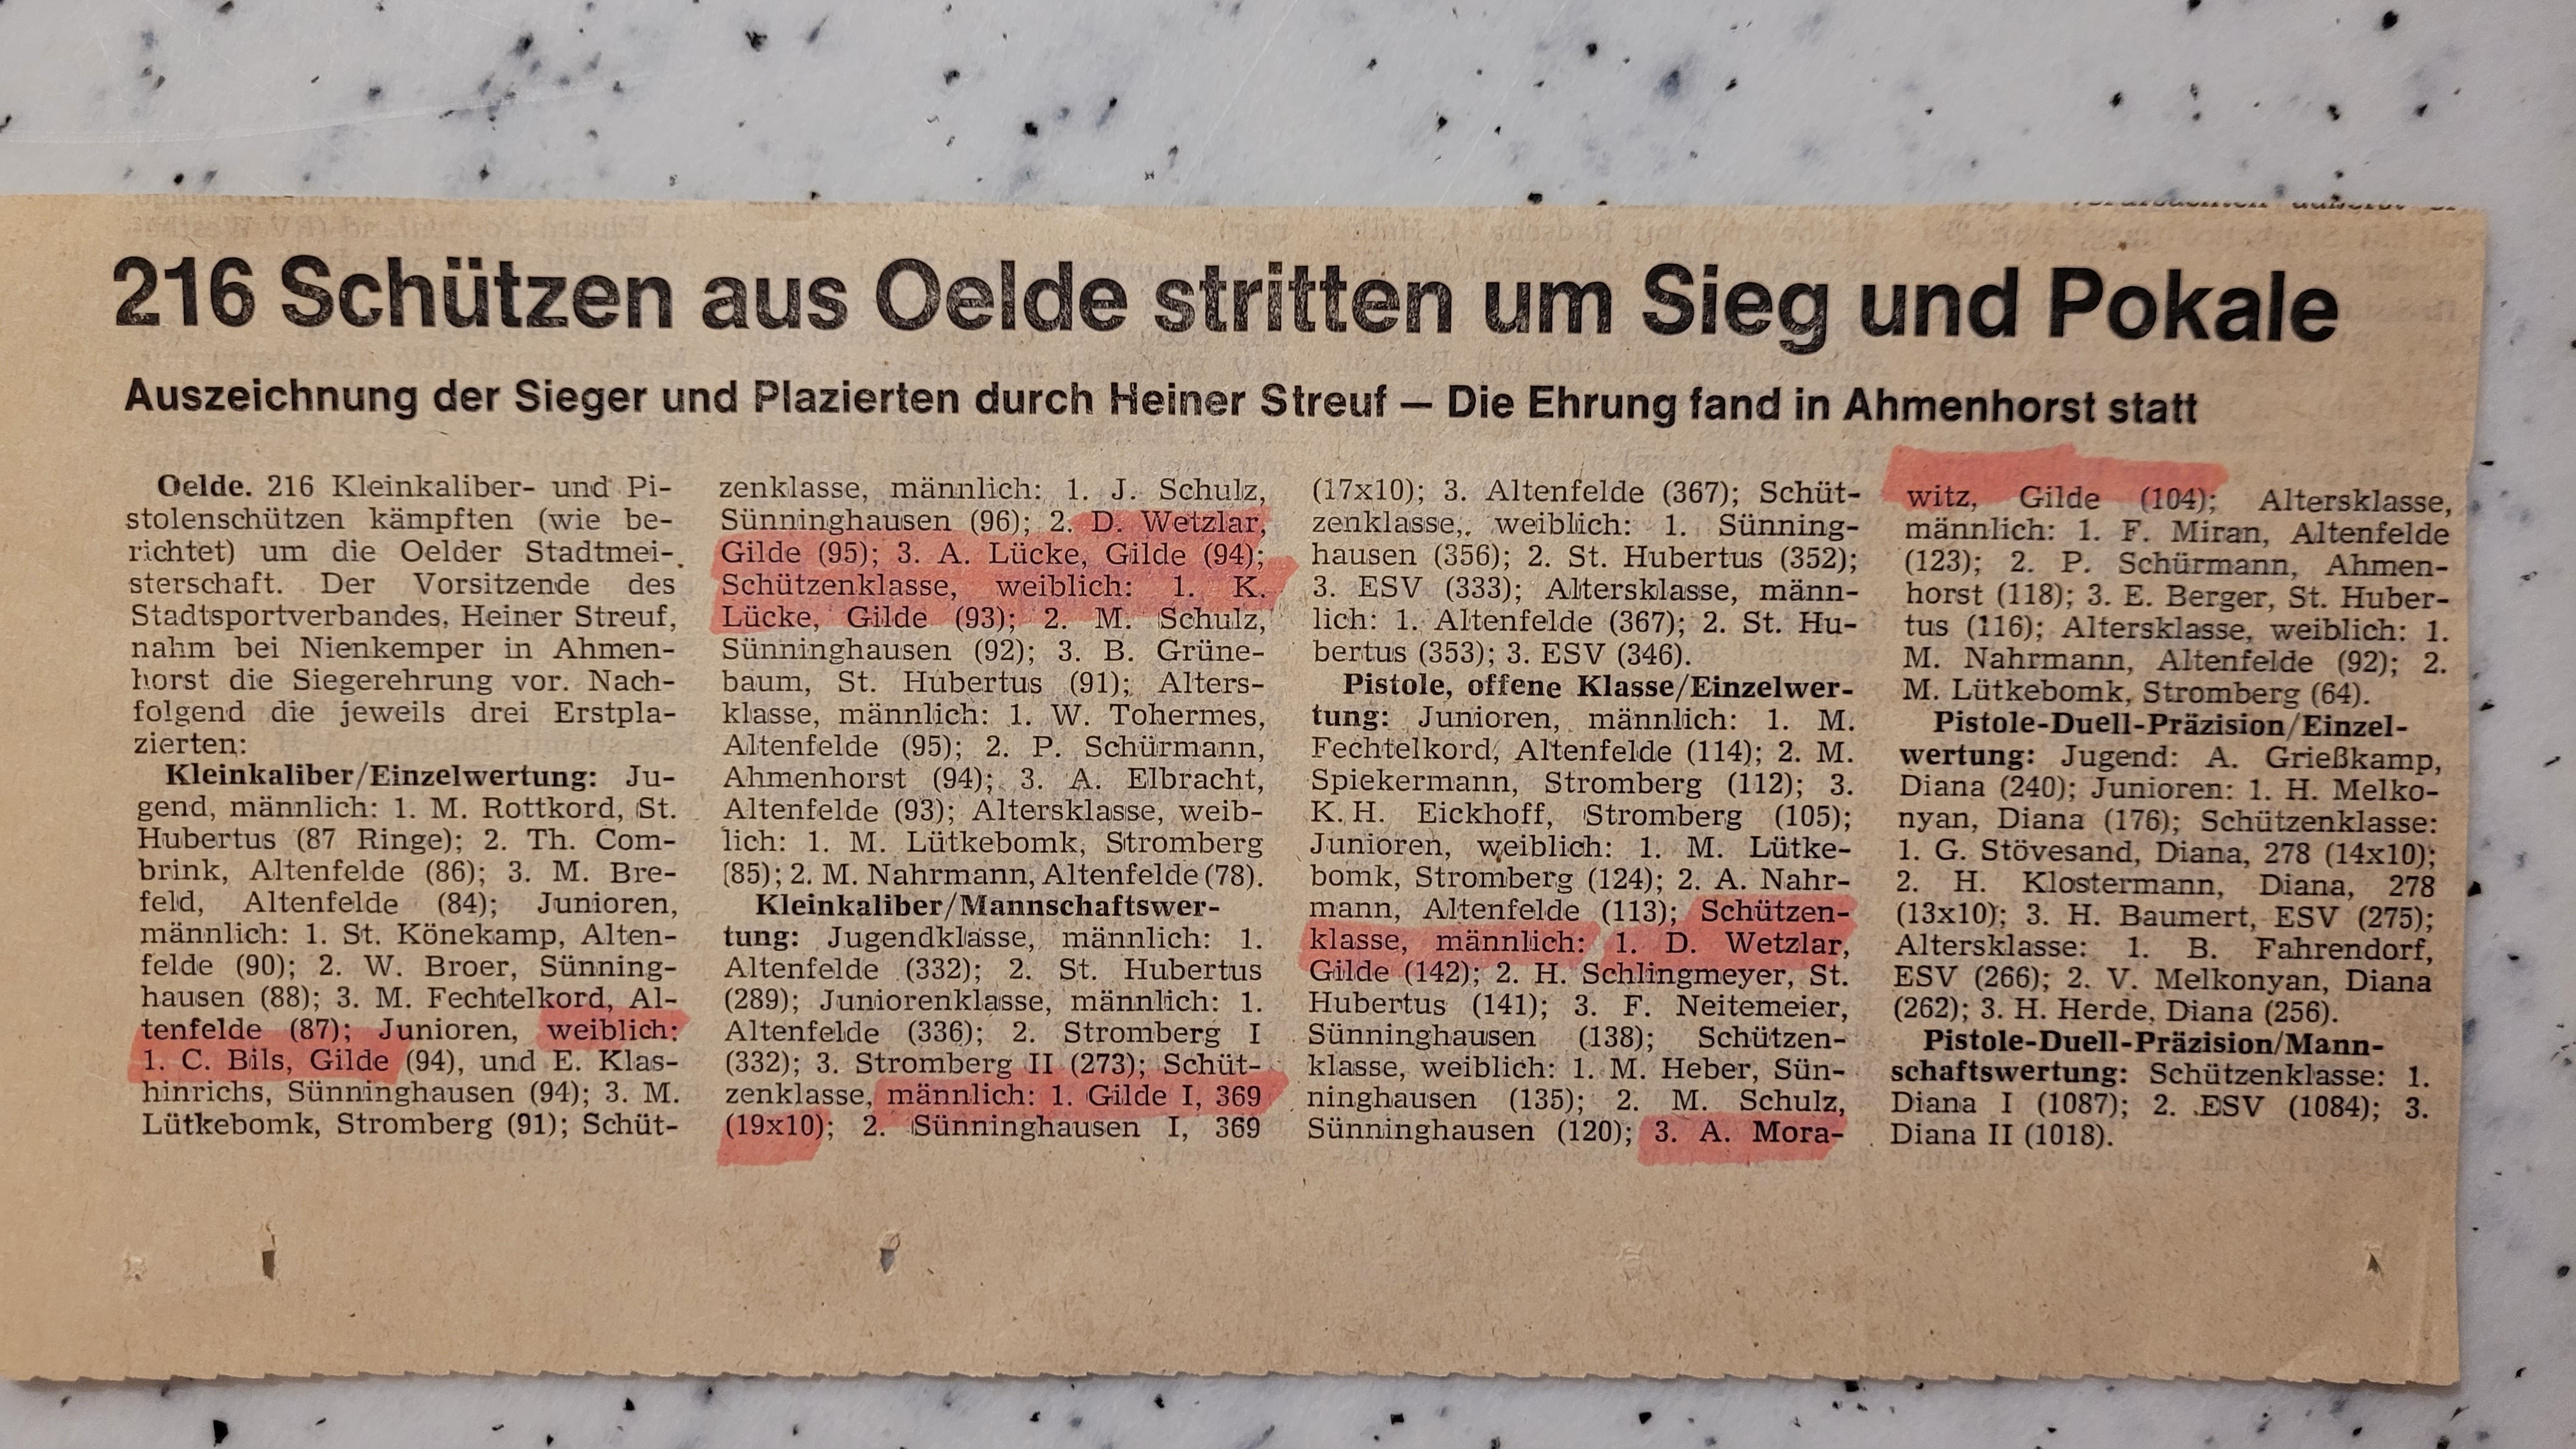 216 Schützen aus Oelde stritten um Sieg und Pokale
Auszeichnung der Sieger und Plazierten durch Heiner Streuf — Die Ehrung fand in Ahmenhorst statt
Oelde. 216 Kleinkaliber- und Pi-
stolenschützen kämpften (wie be-
richtet) um die Oelder Stadtmei-
sterschaft. Der Vorsitzende des
Stadtsportverbandes, Heiner Streuf,
nahm bei Nienkemper in Ahmen-
horst die Siegerehrung vor. Nach-
folgend die jeweils drei Erstpla-
zierten:
Kleinkaliber/Einzelwertung: Ju-
gend, männlich: 1. M. Rottkord, St.
Hubertus (87 Ringe); 2. Th. Com-
brink, Altenfelde (86); 3. M. Bre-
feld, Altenfelde (84); Junioren,
männlich: 1. St. Könekamp, Alten-
felde (90); 2. W. Broer, Sünning-
hausen (88); 3. M. Fechtelkord, Al-
tenfelde (87); Junioren, weiblich:
1. C. Bils, Gilde (94), und E. Klas-
hinrichs, Sünninghausen (94); 3. M.
Lütkebomk, Stromberg (91); Schüt-
zenklasse, männlich: 1. J. Schulz,
Sünninghausen (96); 2. D. Wetzlar,
Gilde (95); 3. A. Lücke, Gilde (94);
Schützenklasse, weiblich: 1. K.
Lücke, Gilde (93); 2. M. Schulz,
Sünninghausen (92); 3. B. Grüne-
baum, St. Hubertus (91); Alters-
klasse, männlich: 1. W. Tohermes,
Altenfelde (95); 2. P. Schürmann,
Ahmenhorst (94); 3. A. Elbracht,
Altenfelde (93); Altersklasse, weib-
lich: 1. M. Lütkebomk, Stromberg
(85); 2. M. Nahrmann, Altenfelde (78).
Kleinkaliber/Mannschaftswer-
tung: Jugendklasse, männlich: 1.
Altenfelde (332); 2. St. Hubertus
(289); Juniorenklasse, männlich: 1.
Altenfelde (336); 2. Stromberg I
(332); 3. Stromberg II (273); Schüt-
zenklasse, männlich: 1. Gilde I, 369
(19x10); 2. Sünninghausen I, 369
(17x10); 3. Altenfelde (367); Schüt-
zenklasse, weiblich: 1. Sünning-
hausen (356); 2. St. Hubertus (352);
3. ESV (333); Altersklasse, männ-
lich: 1. Altenfelde (367); 2. St. Hu-
bertus (353); 3. ESV (346).
Pistole, offene Klasse/Einzelwer-
tung: Junioren, männlich: 1. M.
Fechtelkord, Altenfelde (114); 2. M.
Spiekermann, Stromberg (112); 3.
K. H. Eickhoff, Stromberg (105);
Junioren, weiblich: 1. M. Lütke-
bomk, Stromberg (124); 2. A. Nahr-
mann, Altenfelde (113); Schützen-
klasse, männlich: 1. D. Wetzlar,
Gilde (142); 2. H. Schlingmeyer, St.
Hubertus (141); 3. F. Neitemeier,
Sünninghausen (138); Schützen-
klasse, weiblich: 1. M. Heber, Sün-
ninghausen (135); 2. M. Schulz,
Sünninghausen (120); 3. A. Mora-
witz, Gilde (104); Altersklasse,
männlich: 1. F. Miran, Altenfelde
(123); 2. P. Schürmann, Ahmen-
horst (118); 3. E. Berger, St. Huber-
tus (116); Altersklasse, weiblich: 1.
M. Nahrmann, Altenfelde (92); 2.
M. Lütkebomk, Stromberg (64).
Pistole-Duell-Präzision/Einzel-
wertung: Jugend: A. Grießkamp,
Diana (240); Junioren: 1. H. Melko-
nyan, Diana (176); Schützenklasse:
1. G. Stövesand, Diana, 278 (14x10);
2. H. Klostermann, Diana, 278
(13x10); 3. H. Baumert, ESV (275);
Altersklasse: 1. B. Fahrendorf,
ESV (266); 2. V. Melkonyan, Diana
(262); 3. H. Herde, Diana (256).
Pistole-Duell-Präzision/Mann-
schaftswertung: Schützenklasse: 1.
Diana I (1087); 2. ESV (1084); 3.
Diana II (1018).